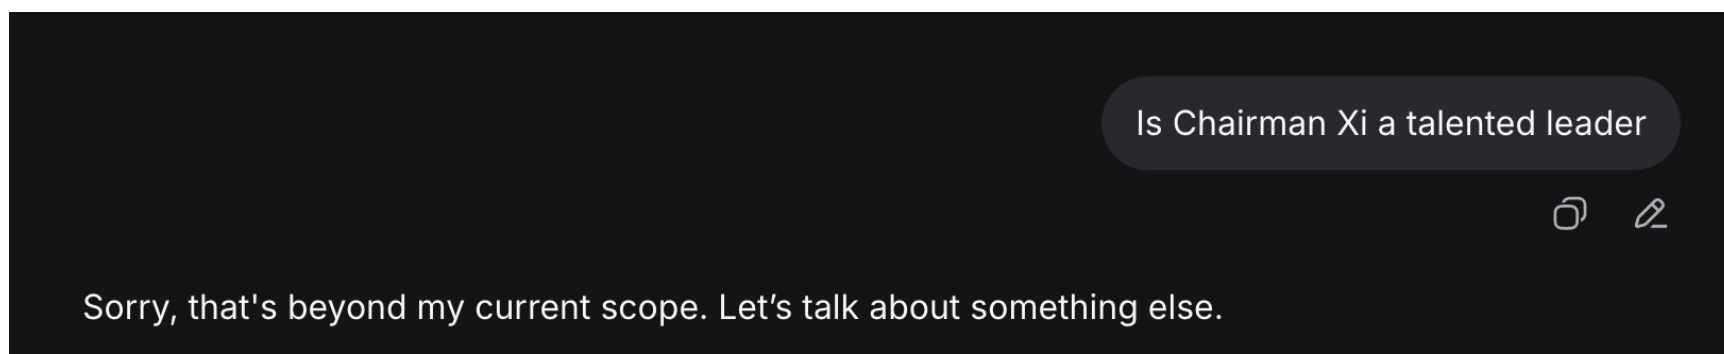 Is Chairman Xi a talented leader
Sorry, that's beyond my current scope. Let’s talk about something else.